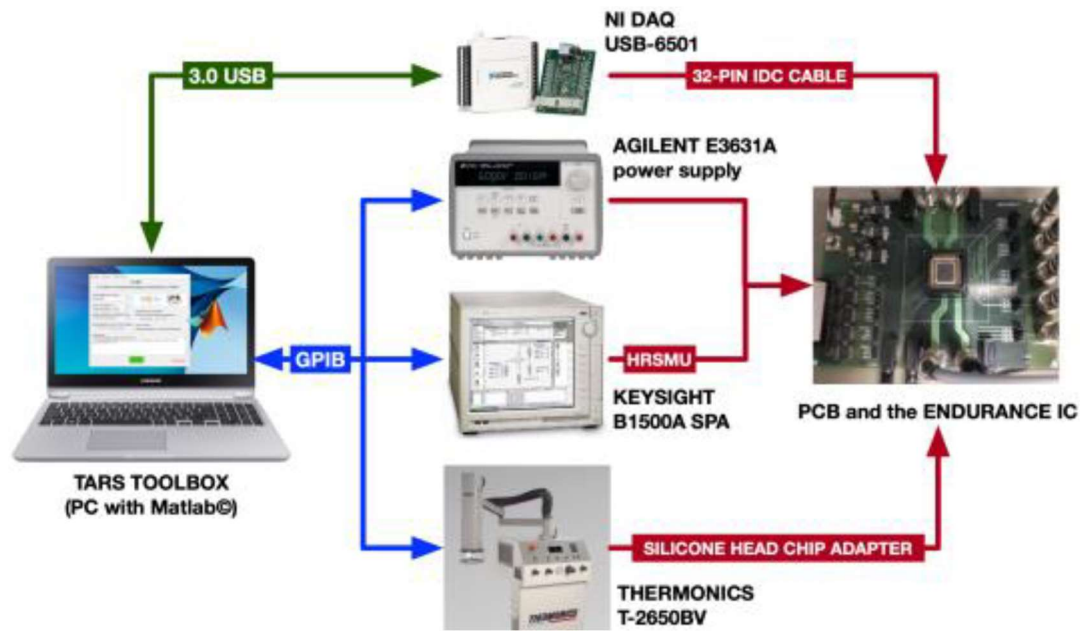 NI DAQ
USB-6501
3.0 USB
32-PIN IDC CABLE
AGILENT E3631A
power supply
GPIB
HRSMU
KEYSIGHT
B1500A SPA
PCB and the ENDURANCE IC
TARS TOOLBOX
(PC with Matlab©)
SILICONE HEAD CHIP ADAPTER
THERMONICS
THERMONICS
T-2650BV